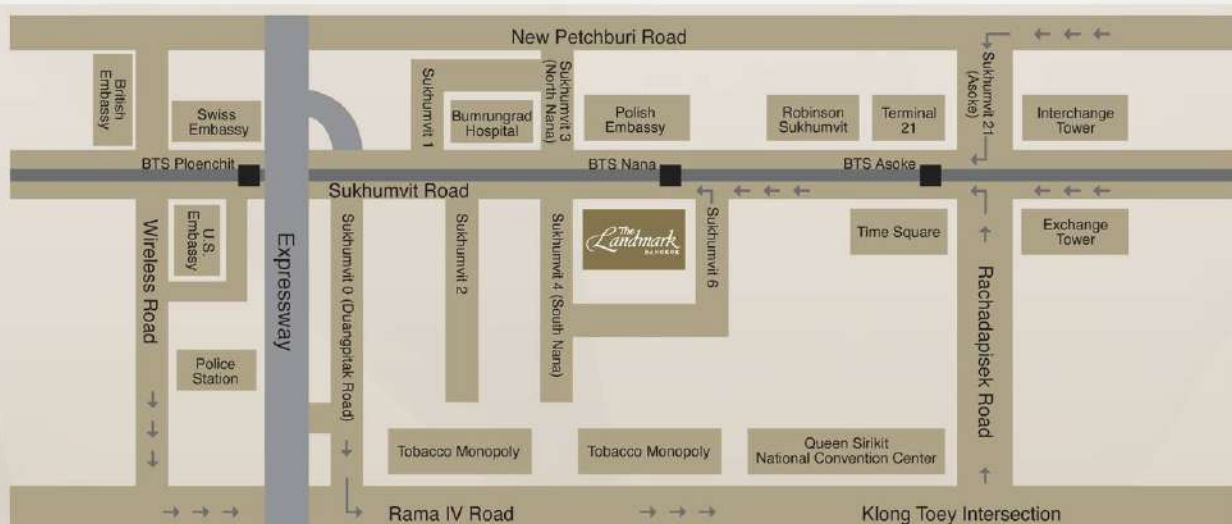 New Petchburi Road
British
Embassy
Swiss
Embassy
Sukhumvit 1
Bumrungrad
Hospital
Sukhumvit 3
(North Nana)
Polish
Embassy
Robinson
Sukhumvit
Terminal
21
Sukhumvit 21
(Asoke)
Interchange
Tower
BTS Ploenchit
BTS Nana
BTS Asoke
Sukhumvit Road
Wireless Road
U.S.
Embassy
Expressway
Sukhumvit 0 (Duangpitak Road)
Sukhumvit 2
Sukhumvit 4 (South Nana)
The
Landmark
BANGKOK
Sukhumvit 6
Time Square
Rachadapisek Road
Exchange
Tower
Police
Station
Tobacco Monopoly
Tobacco Monopoly
Queen Sirikit
National Convention Center
Rama IV Road
Klong Toey Intersection